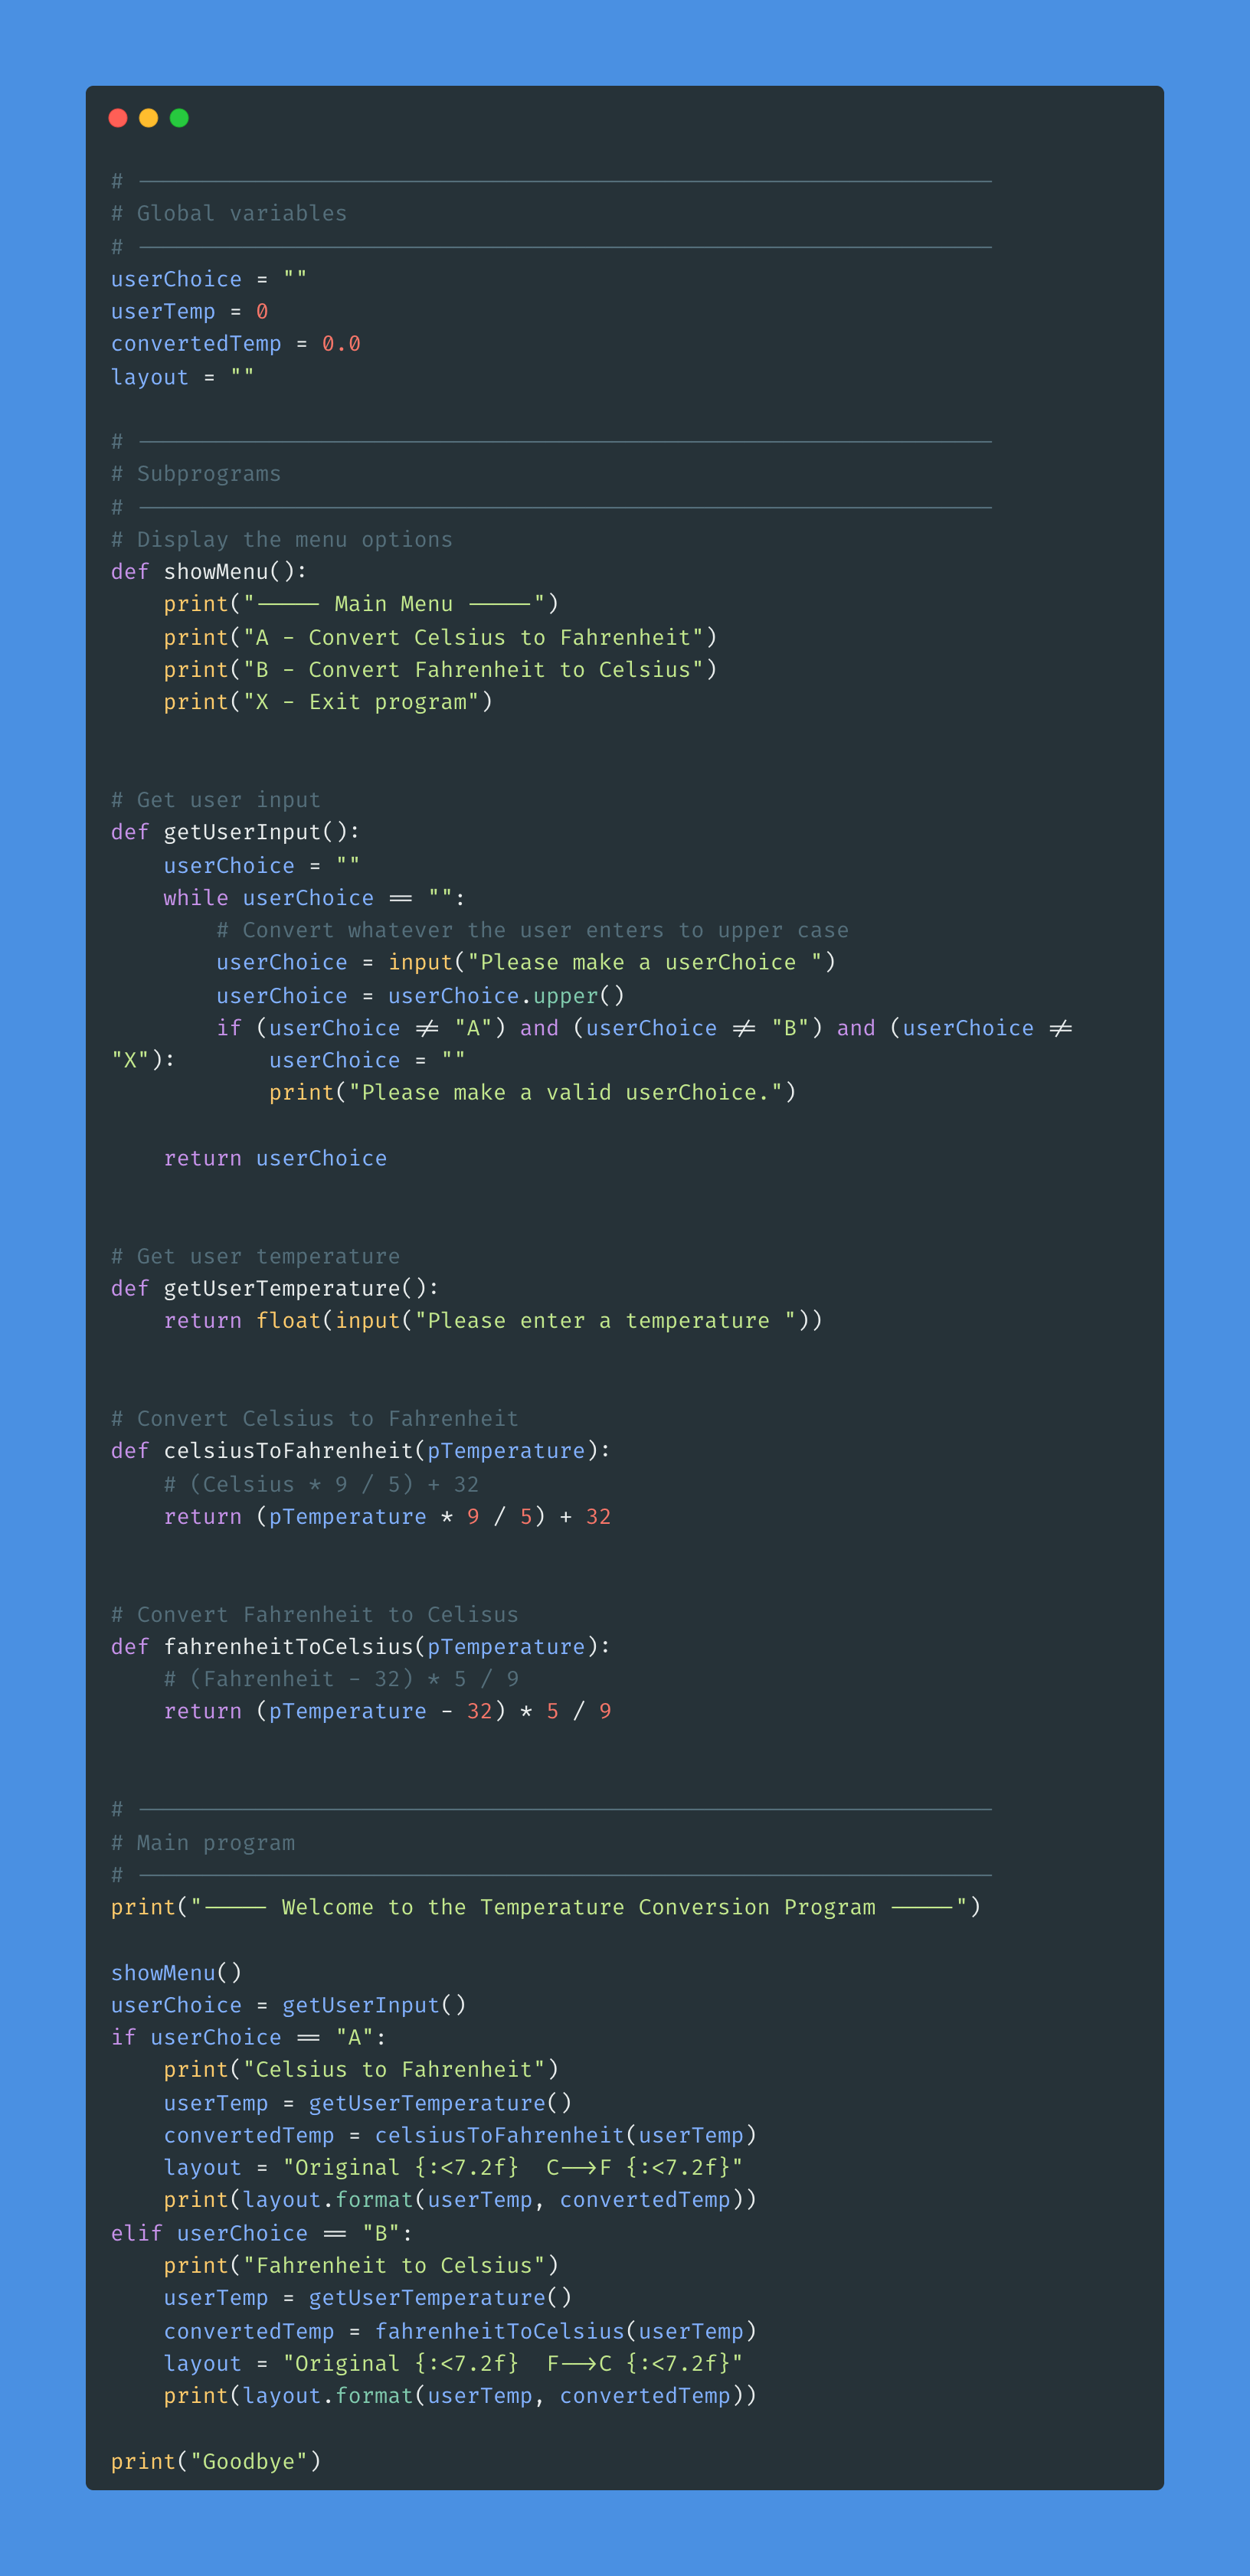 # -----------------------------------------------------------------
# Global variables
# -----------------------------------------------------------------
userChoice = ""
userTemp = 0
convertedTemp = 0.0
layout = ""
# -----------------------------------------------------------------
# Subprograms
# -----------------------------------------------------------------
# Display the menu options
def showMenu():
    print("----- Main Menu -----")
    print("A - Convert Celsius to Fahrenheit")
    print("B - Convert Fahrenheit to Celsius")
    print("X - Exit program")
# Get user input
def getUserInput():
    userChoice = ""
    while userChoice == "":
        # Convert whatever the user enters to upper case
        userChoice = input("Please make a userChoice ")
        userChoice = userChoice.upper()
        if (userChoice != "A") and (userChoice != "B") and (userChoice !=
"X"):       userChoice = ""
            print("Please make a valid userChoice.")
    return userChoice
# Get user temperature
def getUserTemperature():
    return float(input("Please enter a temperature "))
# Convert Celsius to Fahrenheit
def celsiusToFahrenheit(pTemperature):
    # (Celsius * 9 / 5) + 32
    return (pTemperature * 9 / 5) + 32
# Convert Fahrenheit to Celisus
def fahrenheitToCelsius(pTemperature):
    # (Fahrenheit - 32) * 5 / 9
    return (pTemperature - 32) * 5 / 9
# -----------------------------------------------------------------
# Main program
# -----------------------------------------------------------------
print("----- Welcome to the Temperature Conversion Program -----")
showMenu()
userChoice = getUserInput()
if userChoice == "A":
    print("Celsius to Fahrenheit")
    userTemp = getUserTemperature()
    convertedTemp = celsiusToFahrenheit(userTemp)
    layout = "Original {:<7.2f}  C-->F {:<7.2f}"
    print(layout.format(userTemp, convertedTemp))
elif userChoice == "B":
    print("Fahrenheit to Celsius")
    userTemp = getUserTemperature()
    convertedTemp = fahrenheitToCelsius(userTemp)
    layout = "Original {:<7.2f}  F-->C {:<7.2f}"
    print(layout.format(userTemp, convertedTemp))
print("Goodbye")